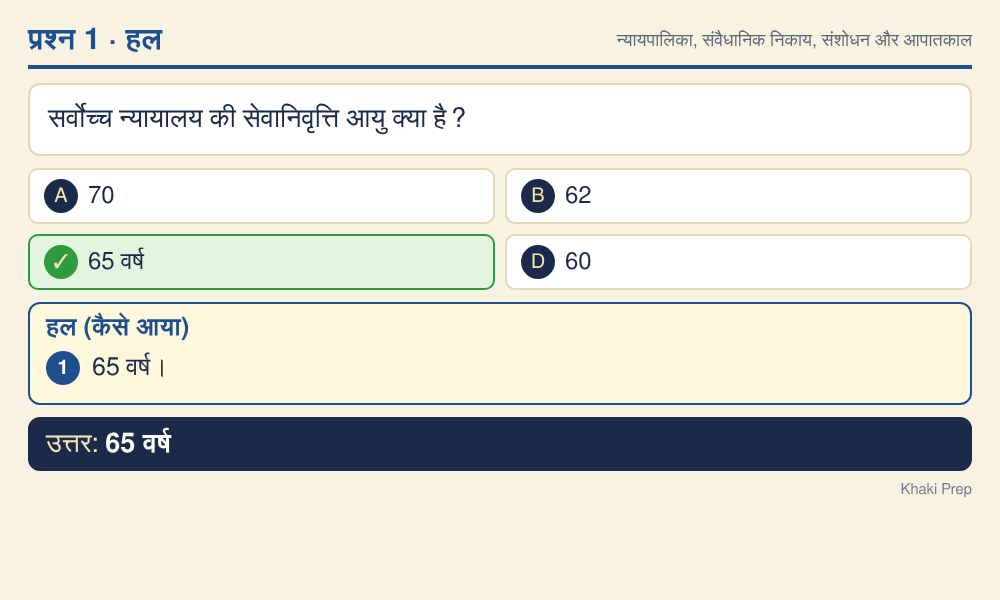 प्रश्न 1 · हल
न्यायपालिका, संवैधानिक निकाय, संशोधन और आपातकाल
सर्वोच्च न्यायालय की सेवानिवृत्ति आयु क्या है ?
A 70
B 62
✓ 65 वर्ष
D 60
हल (कैसे आया)
1 65 वर्ष।
उत्तर: 65 वर्ष
Khaki Prep